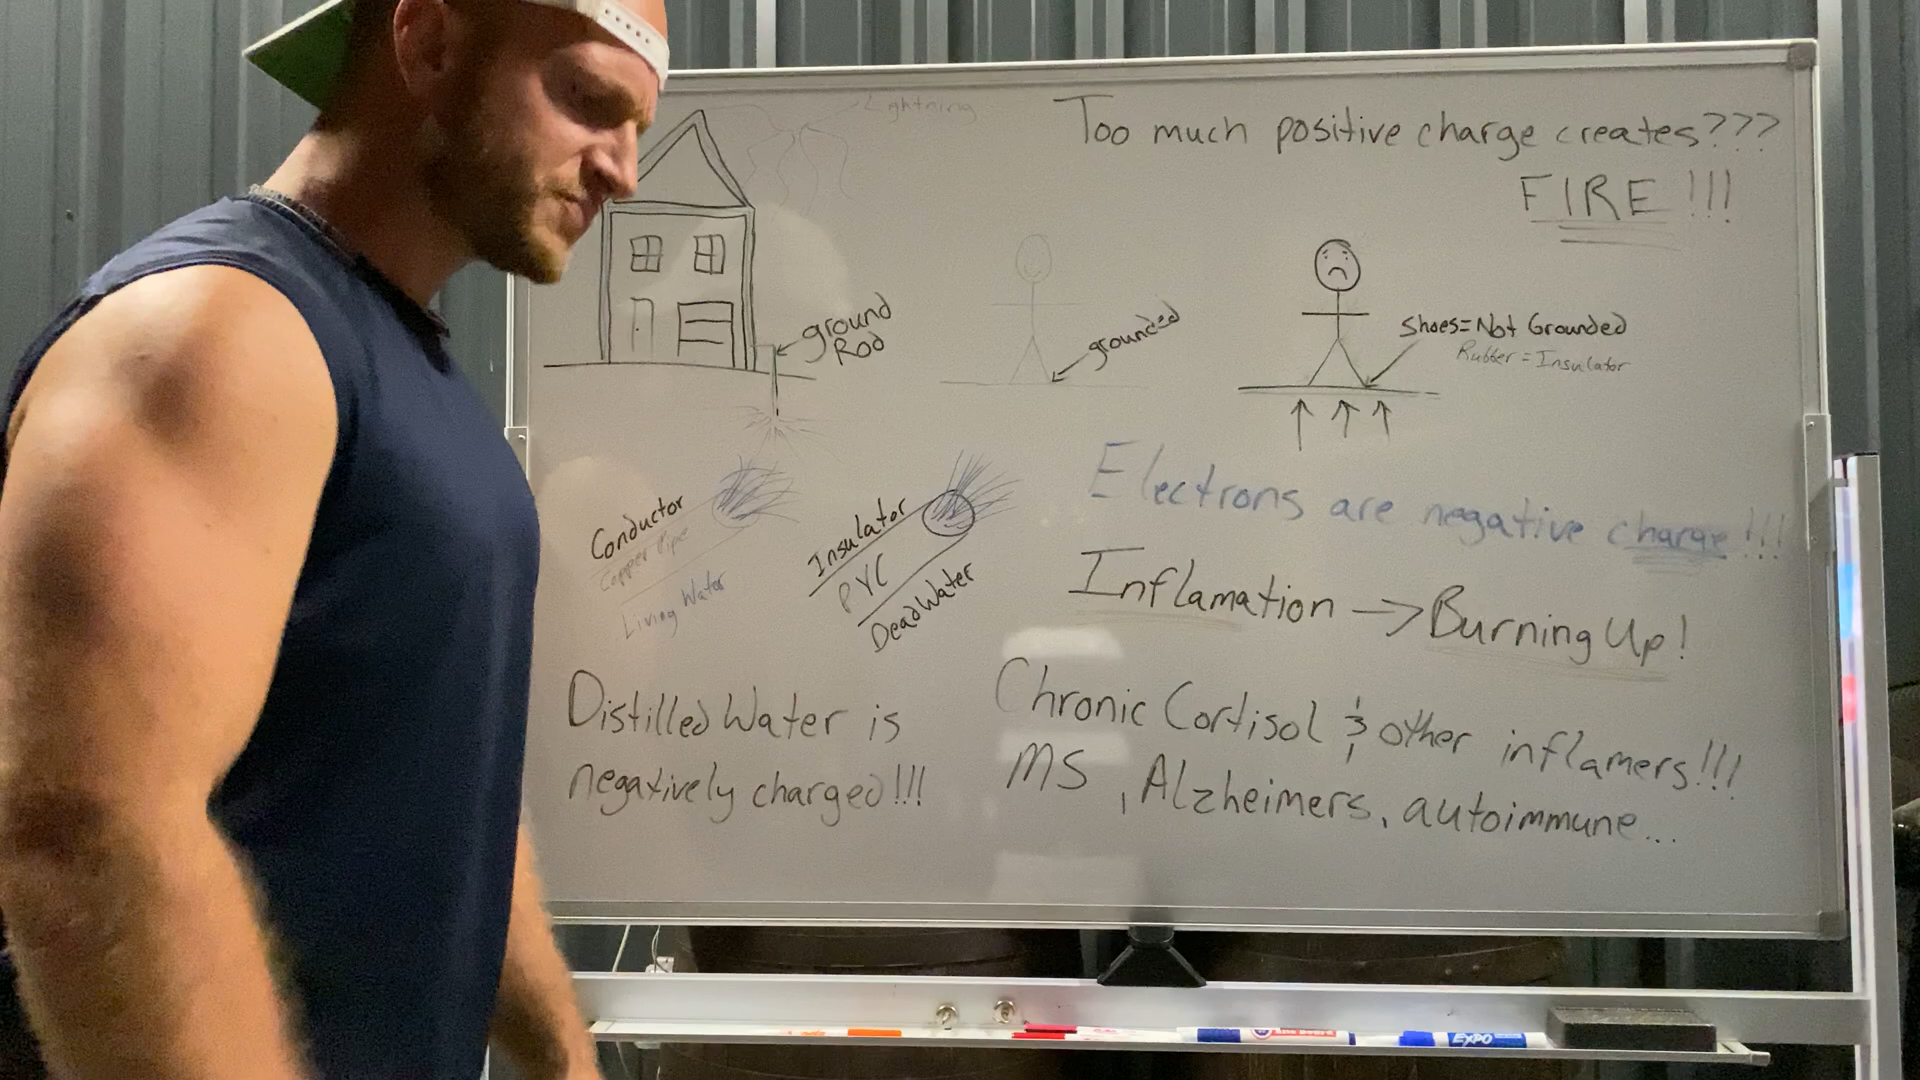 Lightning
Too much positive charge creates???
FIRE!!!
ground
Rod
grounded
Shoes=Not Grounded
Rubber = Insulator
Electrons are negative charge!!!
Conductor
Copper Pipe
Living Water
Insulator
PVC
Dead Water
Inflamation → Burning Up!
Distilled Water is
negatively charged!!!
Chronic Cortisol & other inflamers!!!
MS, Alzheimers, autoimmune...
EXPO